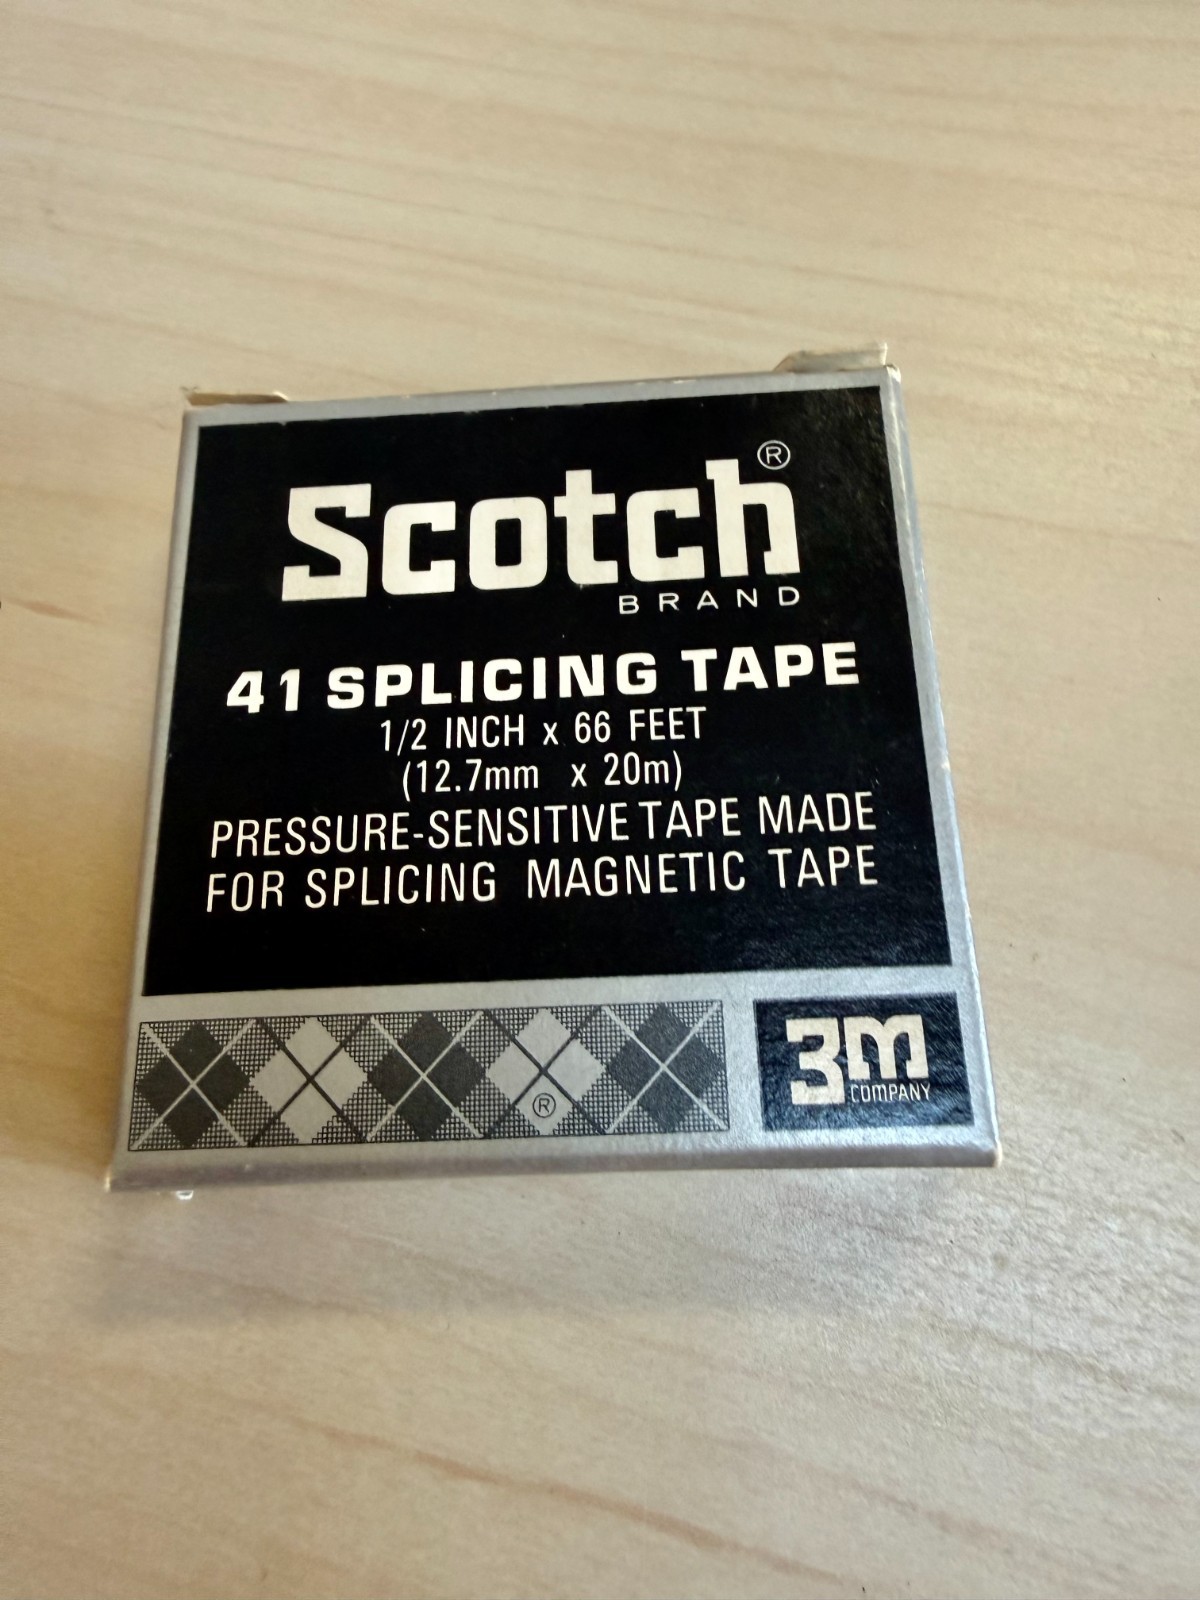 Scotch®
BRAND
41 SPLICING TAPE
1/2 INCH x 66 FEET
(12.7mm x 20m)
PRESSURE-SENSITIVE TAPE MADE
FOR SPLICING MAGNETIC TAPE
®
3M
COMPANY